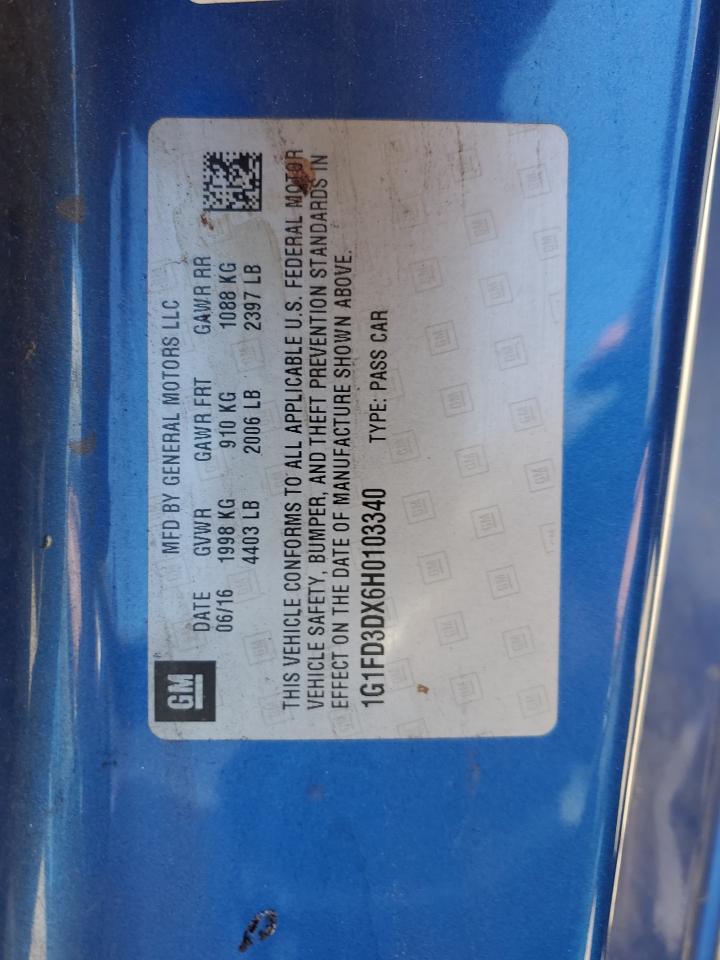 GM
MFD BY GENERAL MOTORS LLC
DATE GVWR GAWR FRT GAWR RR
06/16 1998 KG 910 KG 1088 KG
4403 LB 2006 LB 2397 LB
THIS VEHICLE CONFORMS TO ALL APPLICABLE U.S. FEDERAL MOTOR
VEHICLE SAFETY, BUMPER, AND THEFT PREVENTION STANDARDS IN
EFFECT ON THE DATE OF MANUFACTURE SHOWN ABOVE.
1G1FD3DX6H0103340 TYPE: PASS CAR